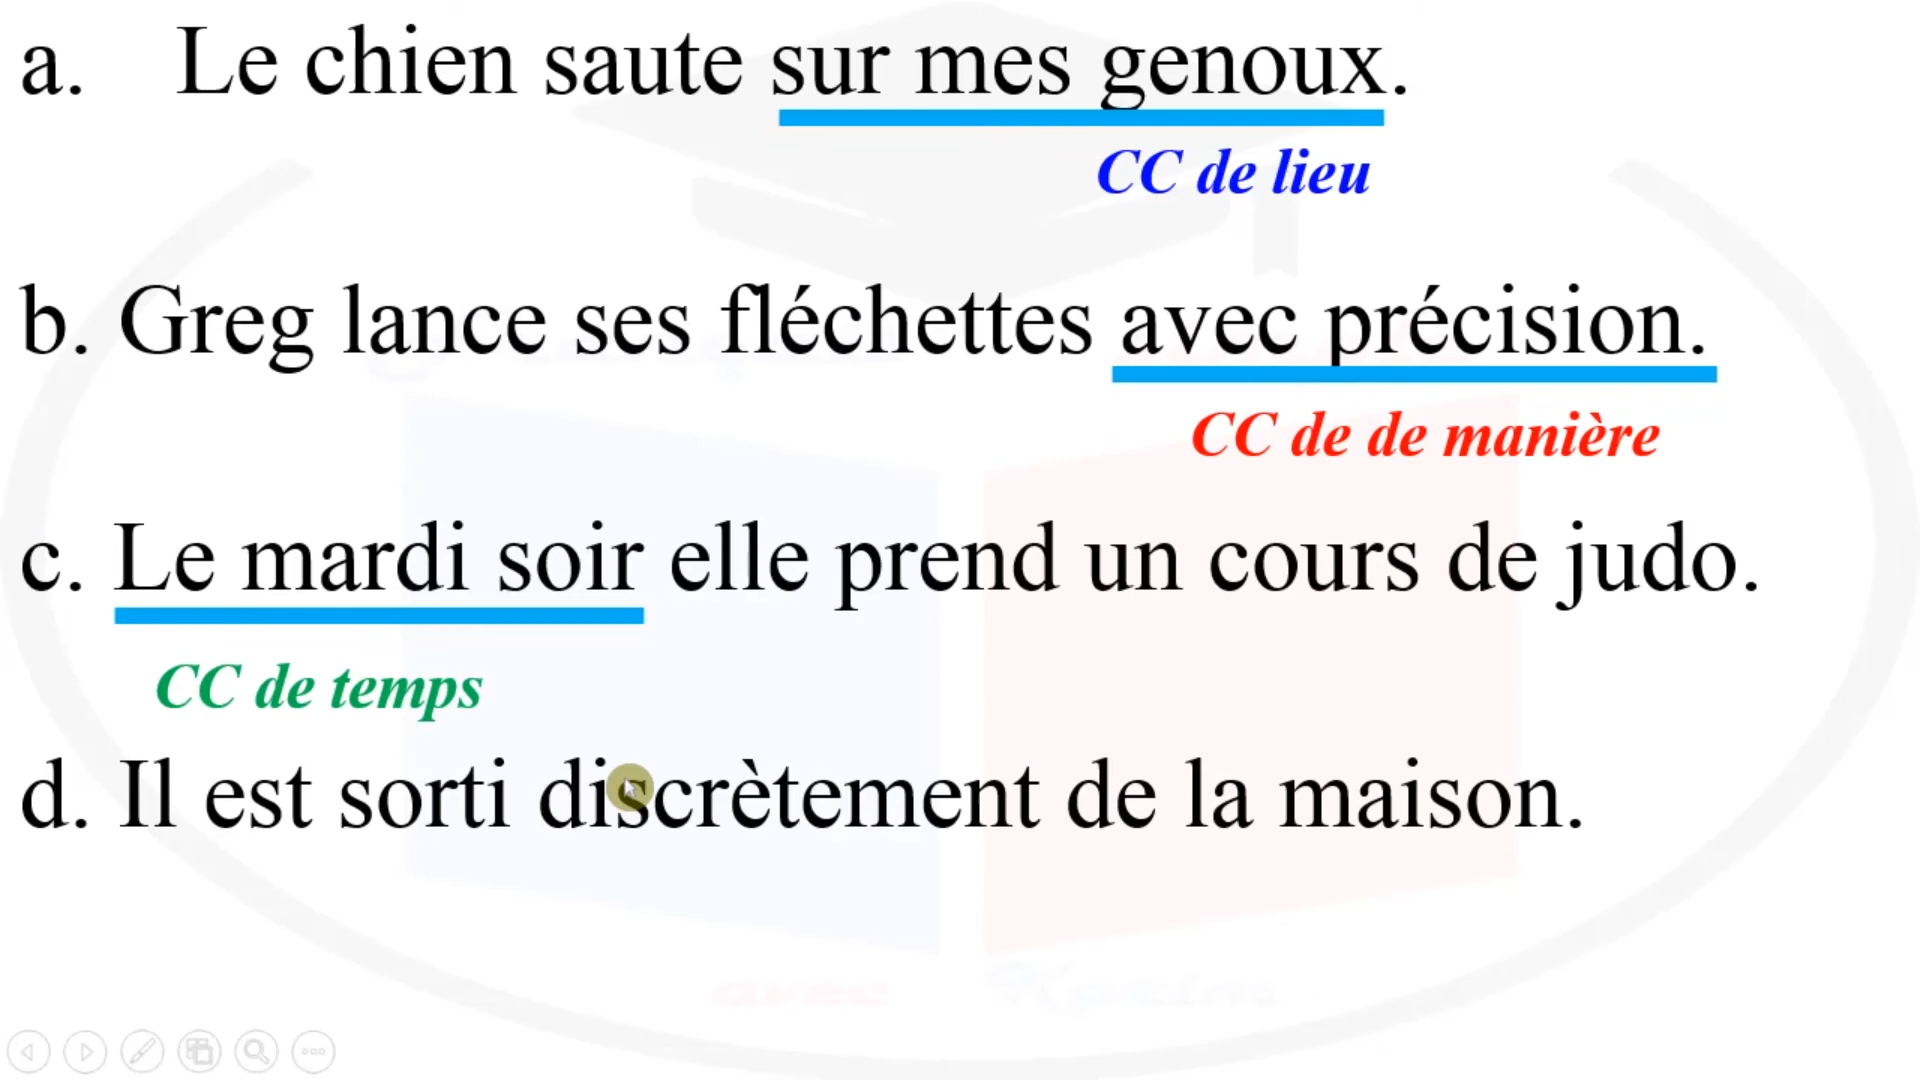 a. Le chien saute sur mes genoux.
CC de lieu
b. Greg lance ses fléchettes avec précision.
CC de de manière
c. Le mardi soir elle prend un cours de judo.
CC de temps
d. Il est sorti discrètement de la maison.
avec